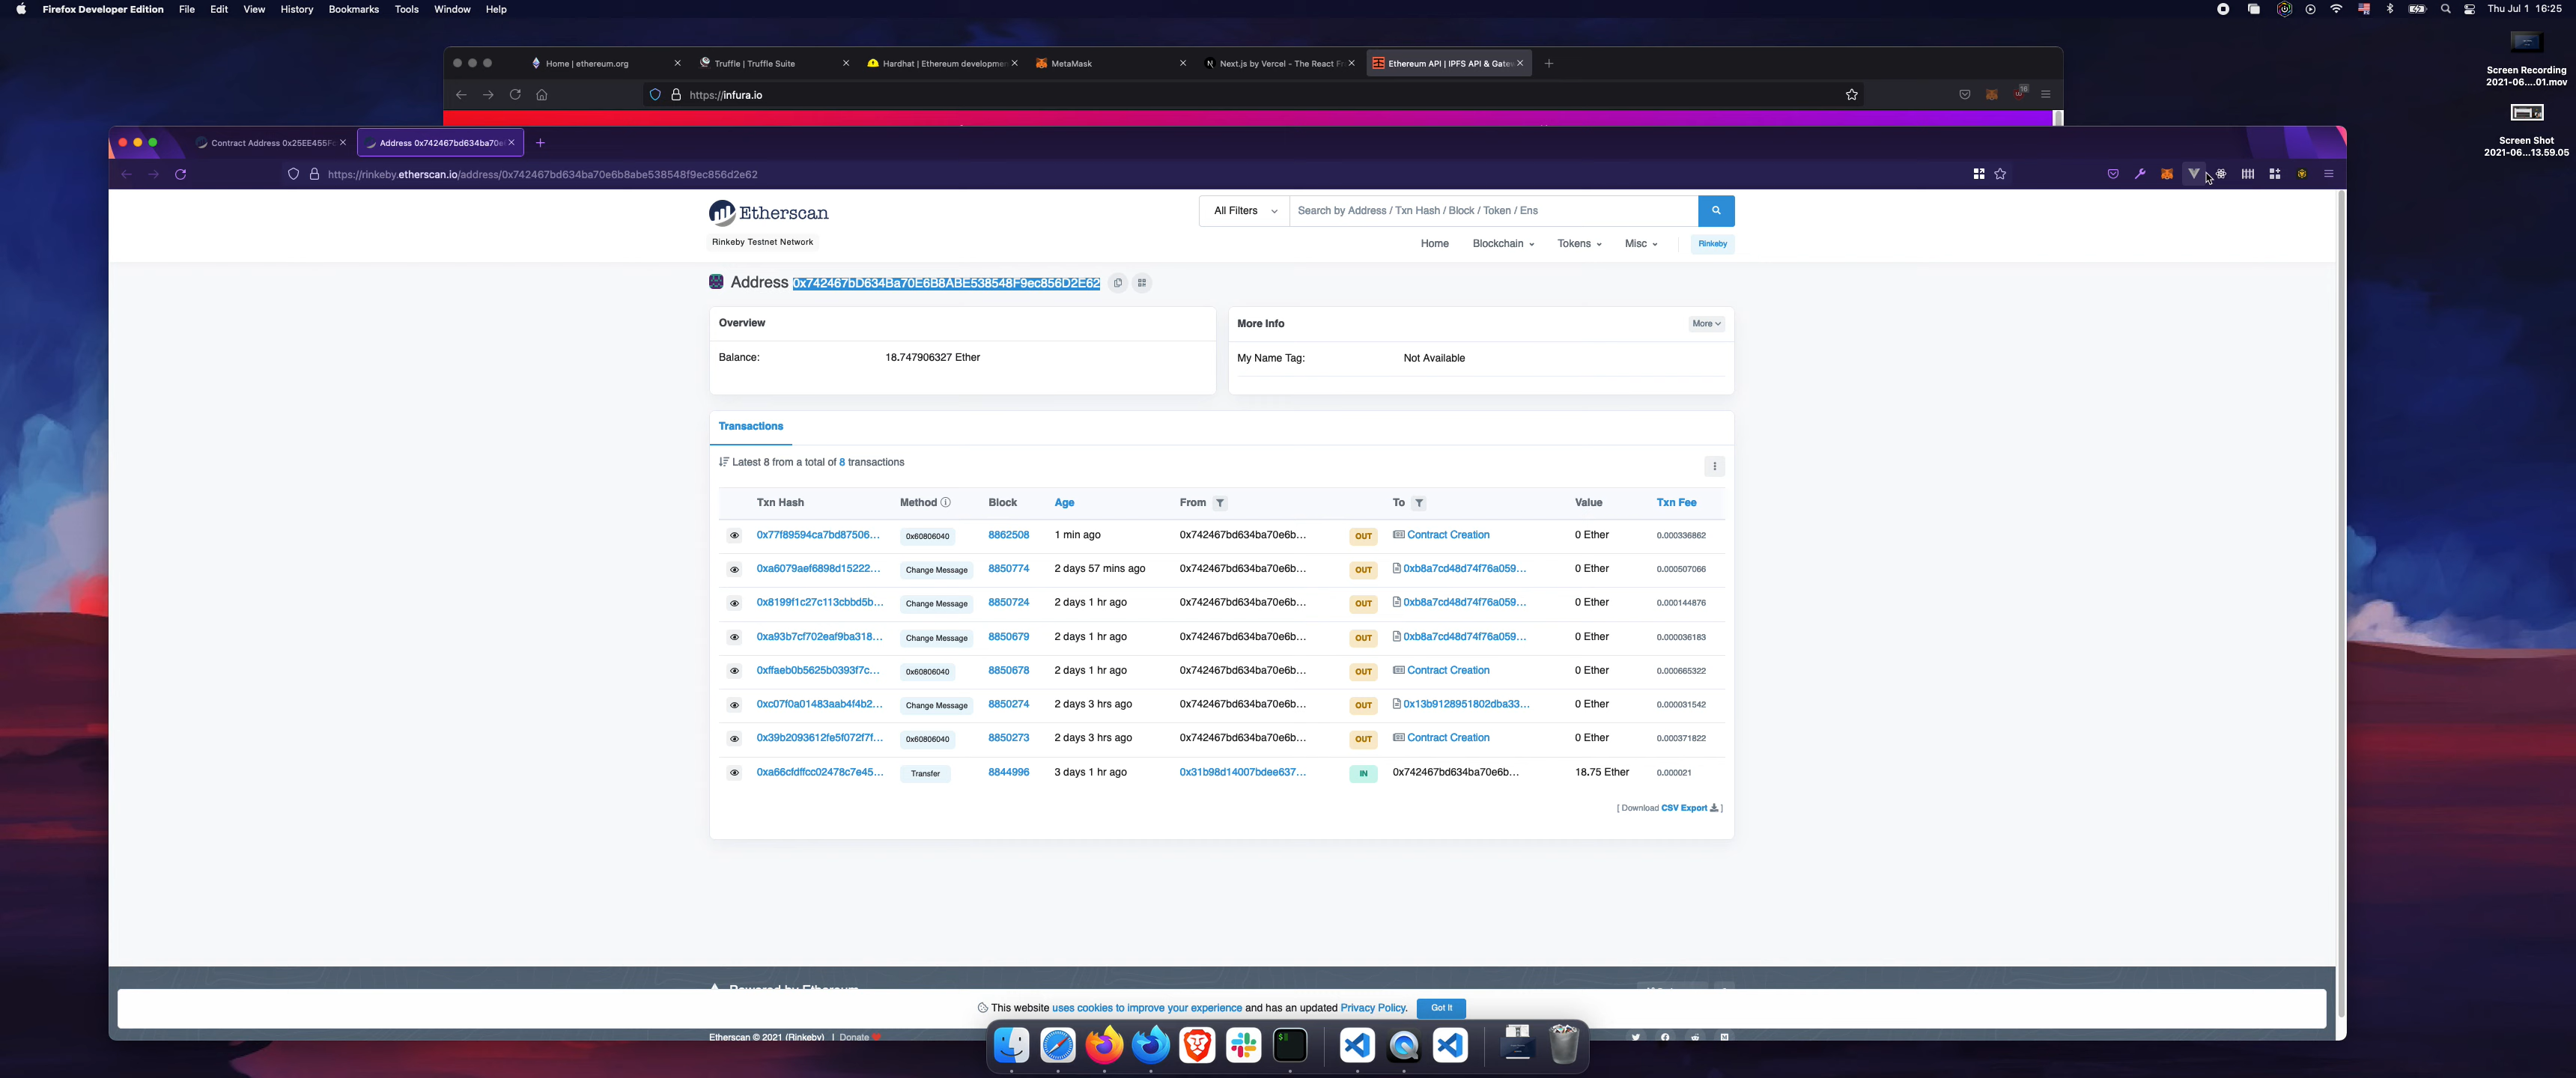 Firefox Developer Edition File Edit View History Bookmarks Tools Window Help Thu Jul 1 16:25
Home | ethereum.org Truffle | Truffle Suite Hardhat | Ethereum developmen MetaMask Next.js by Vercel - The React Fr Ethereum API | IPFS API & Gatew
https://infura.io
Screen Recording
2021-06....01.mov
Screen Shot
2021-06...13.59.05
Contract Address 0x25EE455F Address 0x742467bd634ba70e
https://rinkeby.etherscan.io/address/0x742467bd634ba70e6b8abe538548f9ec856d2e62
Etherscan
All Filters Search by Address / Txn Hash / Block / Token / Ens
Rinkeby Testnet Network
Home Blockchain Tokens Misc Rinkeby
Address 0x742467bD634Ba70E6B8ABE538548F9ec856D2E62
Overview
Balance: 18.747906327 Ether
More Info More
My Name Tag: Not Available
Transactions
Latest 8 from a total of 8 transactions
Txn Hash Method Block Age From To Value Txn Fee
0x77f89594ca7bd87506... 0x60806040 8862508 1 min ago 0x742467bd634ba70e6b... OUT Contract Creation 0 Ether 0.000336862
0xa6079aef6898d15222... Change Message 8850774 2 days 57 mins ago 0x742467bd634ba70e6b... OUT 0xb8a7cd48d74f76a059... 0 Ether 0.000507066
0x8199f1c27c113cbbd5b... Change Message 8850724 2 days 1 hr ago 0x742467bd634ba70e6b... OUT 0xb8a7cd48d74f76a059... 0 Ether 0.000144876
0xa93b7cf702eaf9ba318... Change Message 8850679 2 days 1 hr ago 0x742467bd634ba70e6b... OUT 0xb8a7cd48d74f76a059... 0 Ether 0.000036183
0xffaeb0b5625b0393f7c... 0x60806040 8850678 2 days 1 hr ago 0x742467bd634ba70e6b... OUT Contract Creation 0 Ether 0.000665322
0xc07f0a01483aab4f4b2... Change Message 8850274 2 days 3 hrs ago 0x742467bd634ba70e6b... OUT 0x13b9128951802dba33... 0 Ether 0.000031542
0x39b2093612fe5f072f7f... 0x60806040 8850273 2 days 3 hrs ago 0x742467bd634ba70e6b... OUT Contract Creation 0 Ether 0.000371822
0xa66cfdffcc02478c7e45... Transfer 8844996 3 days 1 hr ago 0x31b98d14007bdee637... IN 0x742467bd634ba70e6b... 18.75 Ether 0.000021
[ Download CSV Export ]
Powered by Ethereum
This website uses cookies to improve your experience and has an updated Privacy Policy. Got It
Etherscan © 2021 (Rinkeby) | Donate